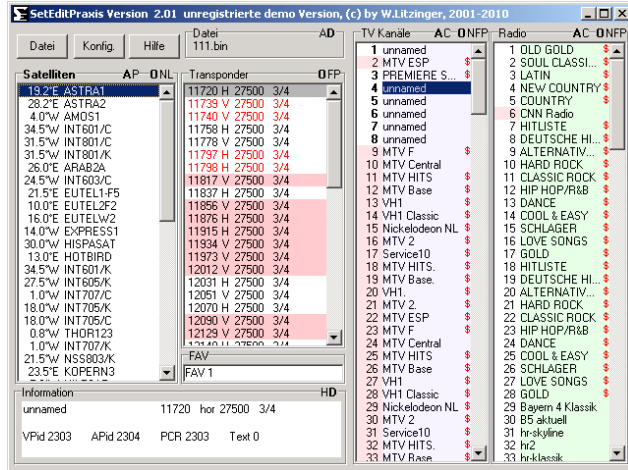 SetEditPraxis Version 2.01 unregistrierte demo Version, (c) by W.Litzinger, 2001-2010
Datei
Konfig.
Hilfe
Datei AD
111.bin
Satelliten AP ONL
19.2°E ASTRA1
28.2°E ASTRA2
4.0°W AMOS1
34.5°W INT601/C
31.5°W INT801/C
31.5°W INT801/K
26.0°E ARAB2A
24.5°W INT603/C
21.5°E EUTEL1-F5
10.0°E EUTEL2F2
16.0°E EUTELW2
14.0°W EXPRESS1
30.0°W HISPASAT
13.0°E HOTBIRD
34.5°W INT601/K
27.5°W INT605/K
1.0°W INT707/C
18.0°W INT705/K
18.0°W INT705/C
0.8°W THOR123
1.0°W INT707/K
21.5°W NSS803/K
23.5°E KOPERN3
Transponder OFP
11720 H 27500 3/4
11739 V 27500 3/4
11740 V 27500 3/4
11758 H 27500 3/4
11778 V 27500 3/4
11797 H 27500 3/4
11798 H 27500 3/4
11817 V 27500 3/4
11837 H 27500 3/4
11856 V 27500 3/4
11876 H 27500 3/4
11915 H 27500 3/4
11934 V 27500 3/4
11973 V 27500 3/4
12012 V 27500 3/4
12031 H 27500 3/4
12051 V 27500 3/4
12070 H 27500 3/4
12090 V 27500 3/4
12129 V 27500 3/4
FAV
FAV 1
TV Kanäle AC ONFP
1 unnamed
2 MTV ESP $
3 PREMIERE S... $
4 unnamed
5 unnamed
6 unnamed
7 unnamed
8 unnamed
9 MTV F $
10 MTV Central
11 MTV HITS $
12 MTV Base $
13 VH1 $
14 VH1 Classic $
15 Nickelodeon NL $
16 MTV 2 $
17 Service10 $
18 MTV HITS. $
19 MTV Base. $
20 VH1. $
21 MTV 2. $
22 MTV ESP $
23 MTV F $
24 MTV Central
25 MTV HITS $
26 MTV Base $
27 VH1 $
28 VH1 Classic $
29 Nickelodeon NL $
30 MTV 2 $
31 Service10 $
32 MTV HITS. $
33 MTV Base $
Radio AC ONFP
1 OLD GOLD $
2 SOUL CLASSI... $
3 LATIN $
4 NEW COUNTRY $
5 COUNTRY $
6 CNN Radio
7 HITLISTE $
8 DEUTSCHE HI... $
9 ALTERNATIV... $
10 HARD ROCK $
11 CLASSIC ROCK $
12 HIP HOP/R&B $
13 DANCE $
14 COOL & EASY $
15 SCHLAGER $
16 LOVE SONGS $
17 GOLD $
18 HITLISTE $
19 DEUTSCHE HI... $
20 ALTERNATIV... $
21 HARD ROCK $
22 CLASSIC ROCK $
23 HIP HOP/R&B $
24 DANCE $
25 COOL & EASY $
26 SCHLAGER $
27 LOVE SONGS $
28 GOLD $
29 Bayern 4 Klassik
30 B5 aktuell
31 hr-skyline
32 hr2
33 hr-klassik
Information HD
unnamed 11720 hor 27500 3/4
VPid 2303 APid 2304 PCR 2303 Text 0